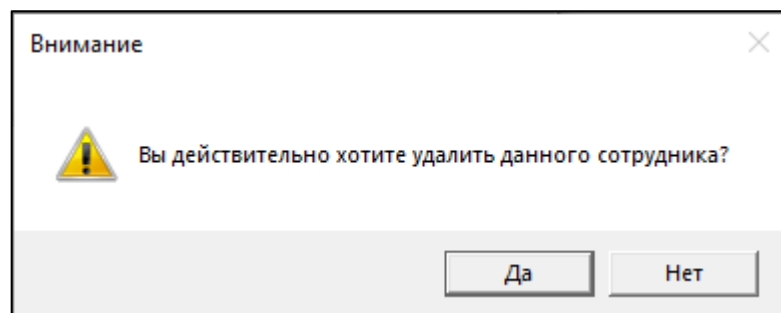 Внимание
Вы действительно хотите удалить данного сотрудника?
Да
Нет